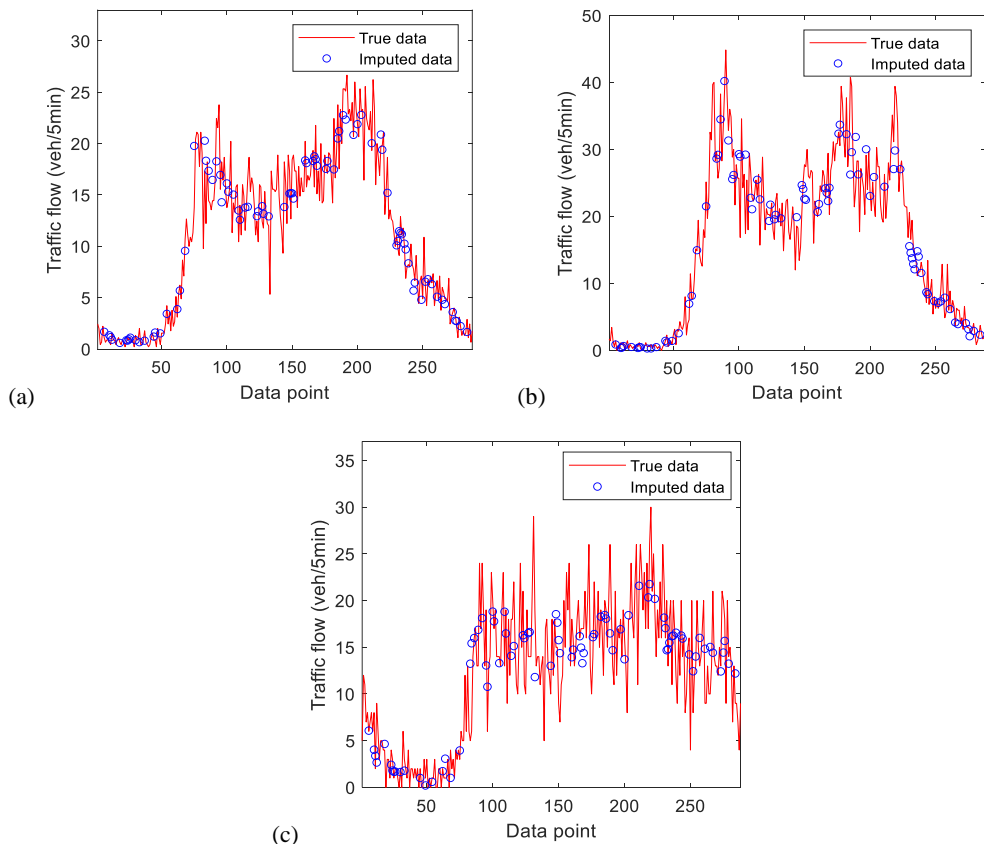 30
25
20
15
10
5
0
50 100 150 200 250
Traffic flow (veh/5min)
Data point
True data
Imputed data
(a)
50
40
30
20
10
0
50 100 150 200 250
Traffic flow (veh/5min)
Data point
True data
Imputed data
(b)
35
30
25
20
15
10
5
0
50 100 150 200 250
Traffic flow (veh/5min)
Data point
True data
Imputed data
(c)